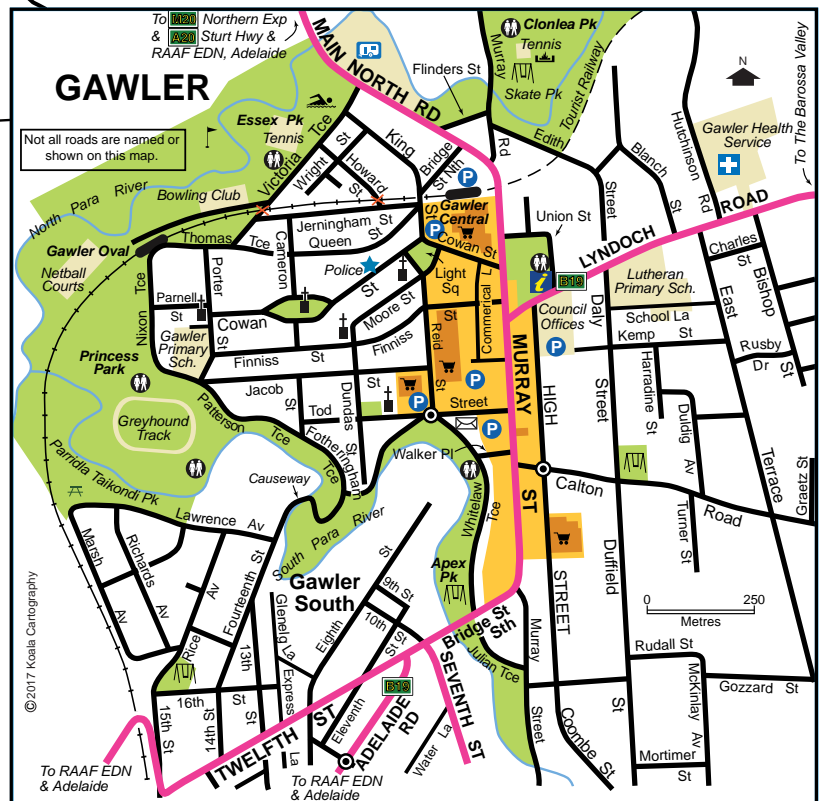 To M20 Northern Exp
& A20 Sturt Hwy &
RAAF EDN, Adelaide
GAWLER
Not all roads are named or
shown on this map.
MAIN NORTH RD
Flinders St
Clonlea Pk
Tennis
Skate Pk
Murray
Rd
Tourist Railway
Edith
Street
N
Hutchinson
Rd
Gawler Health
Service
To The Barossa Valley
Blanch
St
Essex Pk
Tennis
Victoria
Tce
Wright
St
Howard
St
King
St
Bridge
St Nth
P
North Para River
Bowling Club
Gawler Oval
Netball
Courts
Thomas
Tce
Jerningham
St
Queen
Cameron
Gawler
Central
P
Cowan St
Union St
LYNDOCH
ROAD
Police
Light
Sq
i
B19
Council
Offices
P
Lutheran
Primary Sch.
Charles
St
Bishop
St
East
Terrace
Daly
Street
School La
Kemp
St
Rusby
Dr
Nixon
Tce
Parnell
St
Porter
St
Cowan
St
Moore St
Finniss
St
Finniss
St
Commerical L
Reid
St
Gawler
Primary
Sch.
Princess
Park
Greyhound
Track
Jacob
St
Tod
St
Dundas
St
Patterson
Tce
Fotheringham
Tce
P
P
P
Street
Walker Pl
MURRAY
ST
HIGH
STREET
Harradine St
Duldig
Av
Graetz St
Calton
Road
Turner St
Parridla Taikondi Pk
Causeway
Whitelaw
Tce
Lawrence Av
Marsh
Av
Richards
Av
South Para River
Gawler
South
Apex
Pk
Duffield
St
0 250
Metres
Rice
Av
Fourteenth St
13th
St
Glenelg La
Express
La
Eighth
St
9th St
10th
St
Eleventh
St
Bridge St
Sth
Julian Tce
Murray
Street
Rudall St
McKinlay
Av
Gozzard St
Mortimer
St
Coombe St
16th
St
15th St
14th St
TWELFTH
ST
B19
ADELAIDE
RD
SEVENTH ST
Water La
To RAAF EDN
& Adelaide
To RAAF EDN
& Adelaide
©2017 Koala Cartography